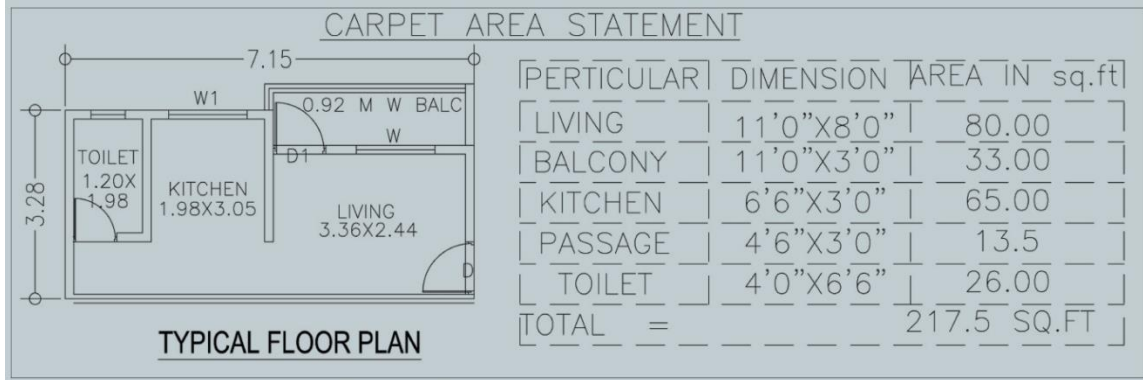 CARPET AREA STATEMENT
7.15
W1
0.92 M W BALC
W
D1
TOILET
1.20X
1.98
KITCHEN
1.98X3.05
LIVING
3.36X2.44
3.28
D
TYPICAL FLOOR PLAN
PERTICULAR DIMENSION AREA IN sq.ft
LIVING 11'0"X8'0" 80.00
BALCONY 11'0"X3'0" 33.00
KITCHEN 6'6"X3'0" 65.00
PASSAGE 4'6"X3'0" 13.5
TOILET 4'0"X6'6" 26.00
TOTAL = 217.5 SQ.FT